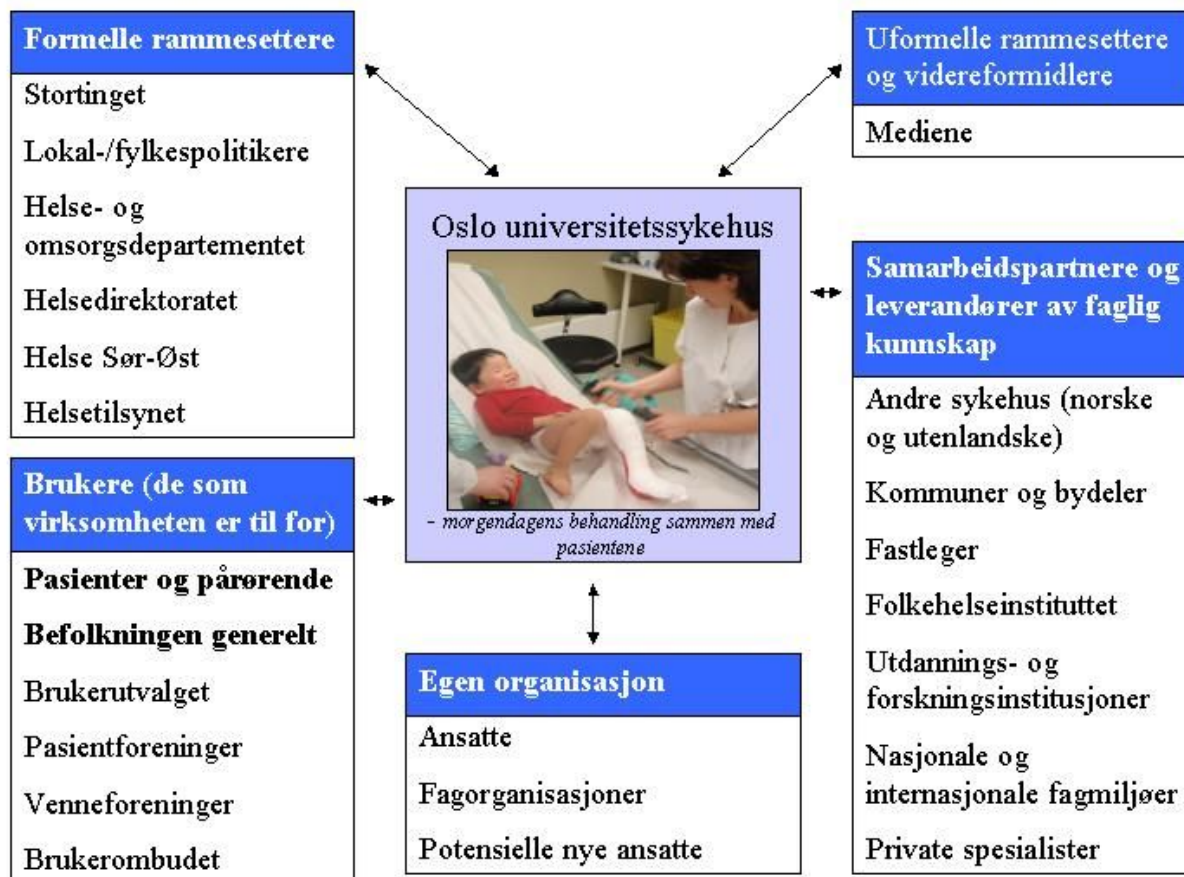 Formelle rammesettere
Stortinget
Lokal-/fylkespolitikere
Helse- og
omsorgsdepartementet
Helsedirektoratet
Helse Sør-Øst
Helsetilsynet
Brukere (de som
virksomheten er til for)
Pasienter og pårørende
Befolkningen generelt
Brukerutvalget
Pasientforeninger
Venneforeninger
Brukerombudet
Oslo universitetssykehus
- morgendagens behandling sammen med
pasientene
Egen organisasjon
Ansatte
Fagorganisasjoner
Potensielle nye ansatte
Uformelle rammesettere
og videreformidlere
Mediene
Samarbeidspartnere og
leverandører av faglig
kunnskap
Andre sykehus (norske
og utenlandske)
Kommuner og bydeler
Fastleger
Folkehelseinstituttet
Utdannings- og
forskningsinstitusjoner
Nasjonale og
internasjonale fagmiljøer
Private spesialister